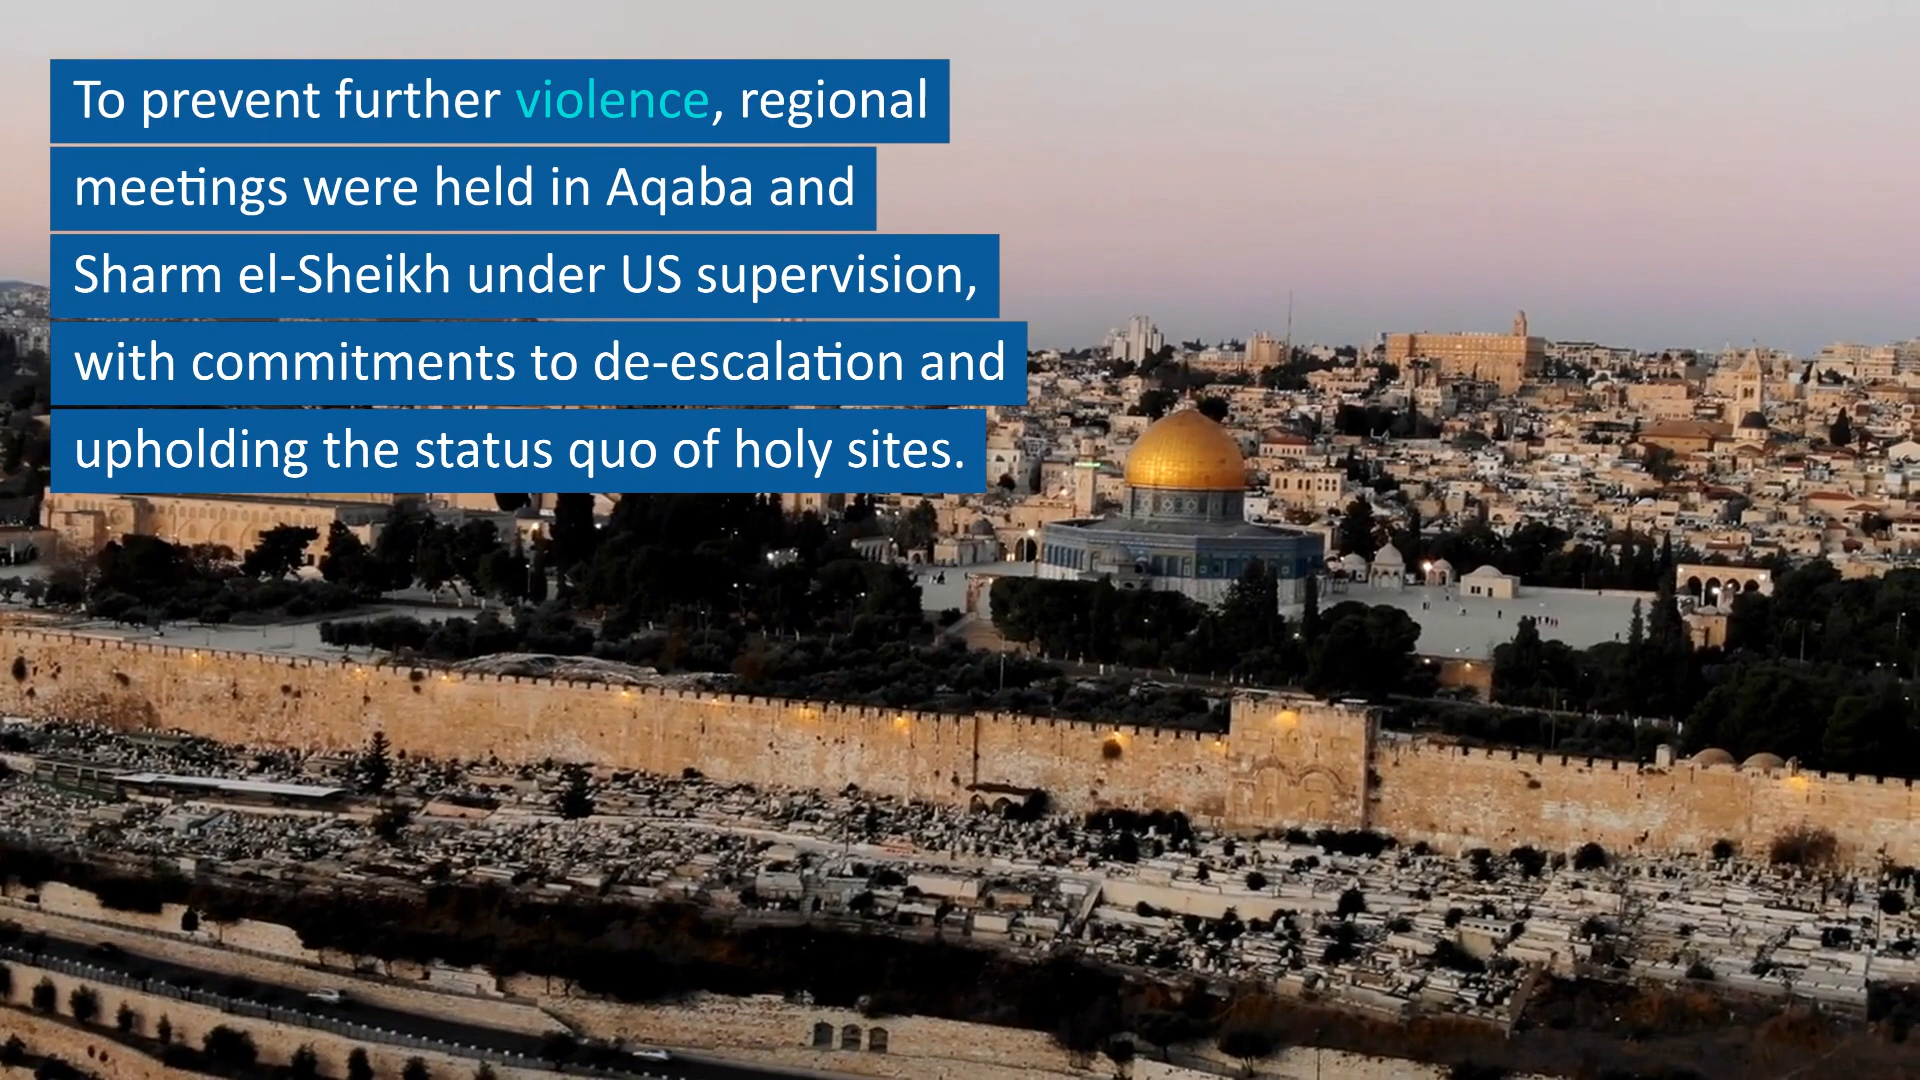 To prevent further violence, regional
meetings were held in Aqaba and
Sharm el-Sheikh under US supervision,
with commitments to de-escalation and
upholding the status quo of holy sites.